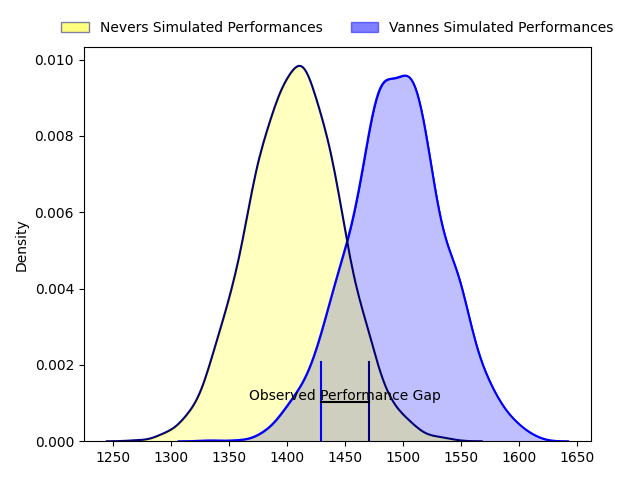 Nevers Simulated Performances
Vannes Simulated Performances
0.010
0.008
0.006
0.004
0.002
0.000
Density
Observed Performance Gap
1250 1300 1350 1400 1450 1500 1550 1600 1650